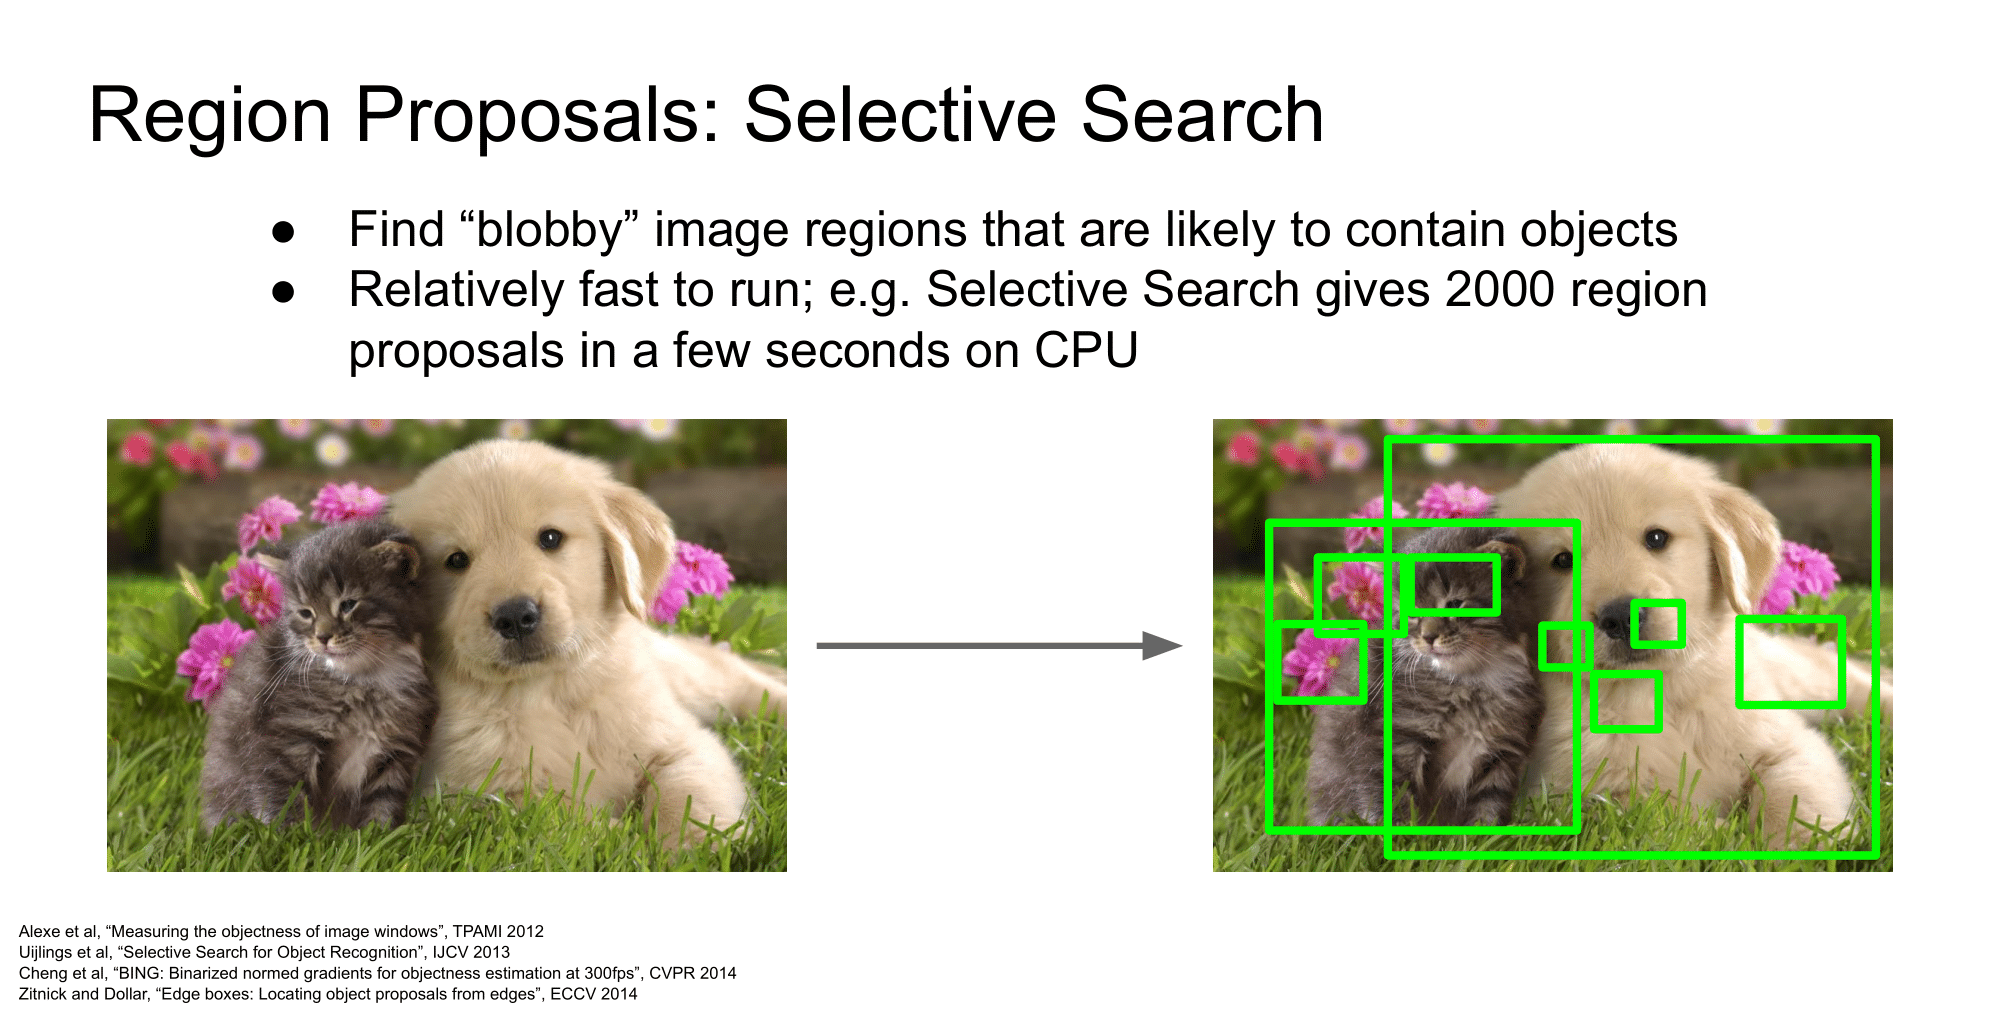 Region Proposals: Selective Search
● Find “blobby” image regions that are likely to contain objects
● Relatively fast to run; e.g. Selective Search gives 2000 region
proposals in a few seconds on CPU
Alexe et al, “Measuring the objectness of image windows”, TPAMI 2012
Uijlings et al, “Selective Search for Object Recognition”, IJCV 2013
Cheng et al, “BING: Binarized normed gradients for objectness estimation at 300fps”, CVPR 2014
Zitnick and Dollar, “Edge boxes: Locating object proposals from edges”, ECCV 2014